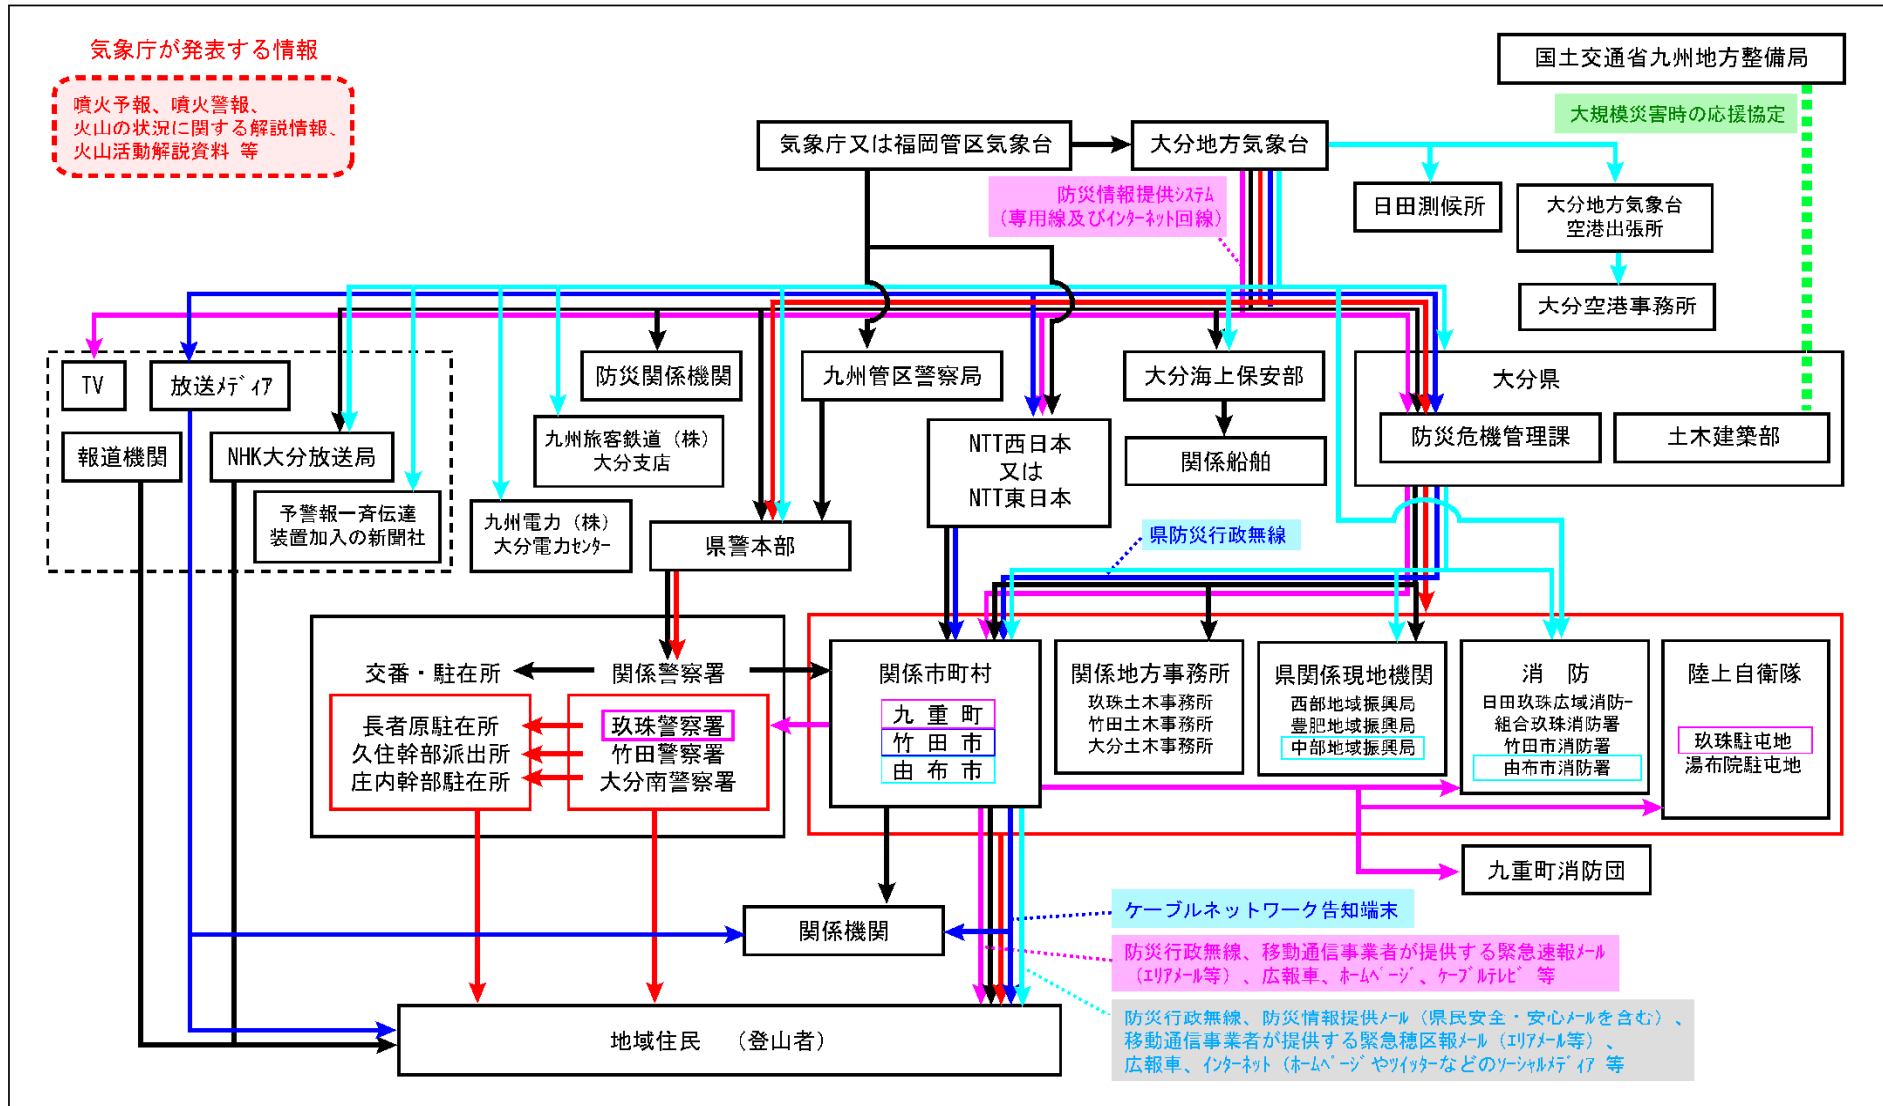 気象庁が発表する情報
噴火予報、噴火警報、
火山の状況に関する解説情報、
火山活動解説資料 等
国土交通省九州地方整備局
大規模災害時の応援協定
気象庁又は福岡管区気象台
大分地方気象台
防災情報提供ｼｽﾃﾑ
（専用線及びｲﾝﾀｰﾈｯﾄ回線）
日田測候所
大分地方気象台
空港出張所
大分空港事務所
TV
放送ﾒﾃﾞｨｱ
報道機関
NHK大分放送局
予警報一斉伝達
装置加入の新聞社
防災関係機関
九州旅客鉄道（株）
大分支店
九州電力（株）
大分電力ｾﾝﾀｰ
九州管区警察局
県警本部
NTT西日本
又は
NTT東日本
大分海上保安部
関係船舶
大分県
防災危機管理課
土木建築部
県防災行政無線
交番・駐在所
関係警察署
長者原駐在所
久住幹部派出所
庄内幹部駐在所
玖珠警察署
竹田警察署
大分南警察署
関係市町村
九 重 町
竹 田 市
由 布 市
関係地方事務所
玖珠土木事務所
竹田土木事務所
大分土木事務所
県関係現地機関
西部地域振興局
豊肥地域振興局
中部地域振興局
消 防
日田玖珠広域消防ｰ
組合玖珠消防署
竹田市消防署
由布市消防署
陸上自衛隊
玖珠駐屯地
湯布院駐屯地
九重町消防団
関係機関
ケーブルネットワーク告知端末
防災行政無線、移動通信事業者が提供する緊急速報ﾒｰﾙ
（ｴﾘｱﾒｰﾙ等）、広報車、ﾎｰﾑﾍﾟｰｼﾞ、ｹｰﾌﾞﾙﾃﾚﾋﾞ 等
防災行政無線、防災情報提供ﾒｰﾙ（県民安全・安心ﾒｰﾙを含む）、
移動通信事業者が提供する緊急穂区報ﾒｰﾙ（ｴﾘｱﾒｰﾙ等）、
広報車、ｲﾝﾀｰﾈｯﾄ（ﾎｰﾑﾍﾟｰｼﾞやﾂｲｯﾀｰなどのｿｰｼｬﾙﾒﾃﾞｨｱ 等
地域住民 （登山者）